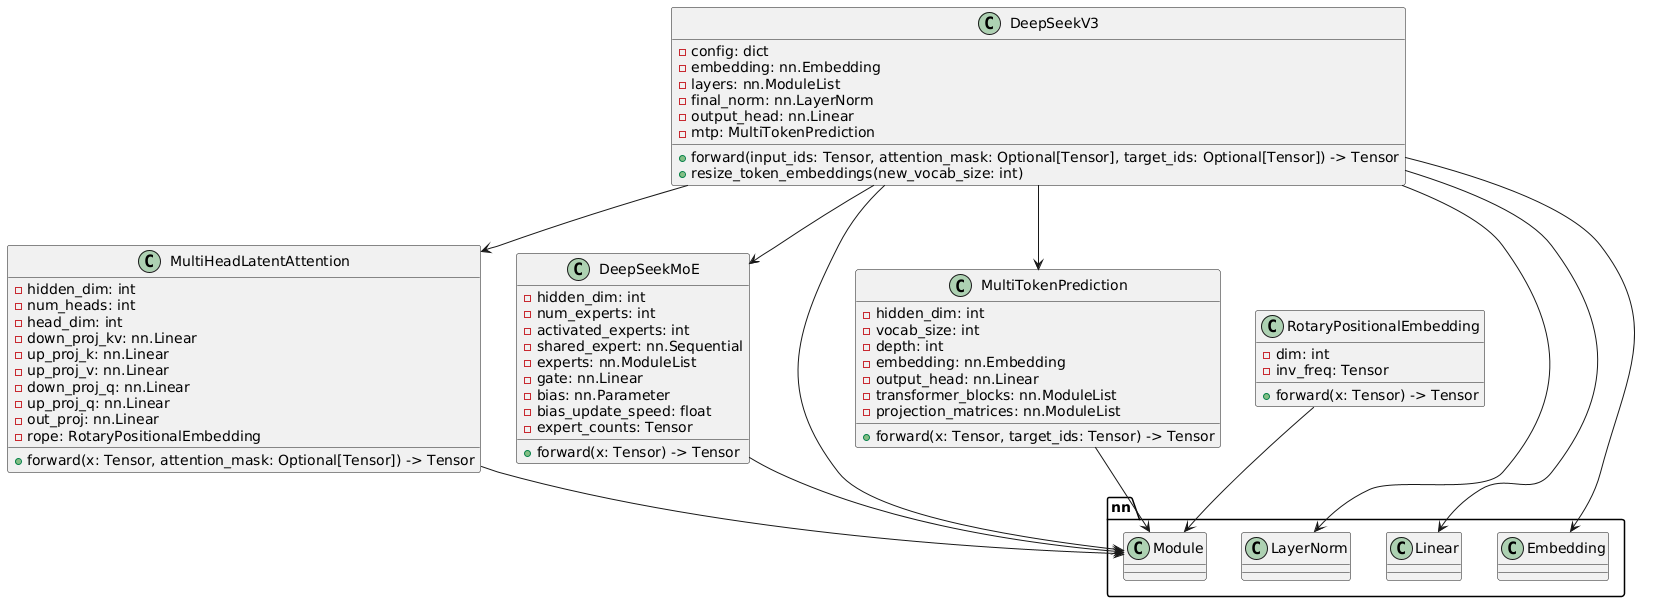 C DeepSeekV3
config: dict
embedding: nn.Embedding
layers: nn.ModuleList
final_norm: nn.LayerNorm
output_head: nn.Linear
mtp: MultiTokenPrediction
forward(input_ids: Tensor, attention_mask: Optional[Tensor], target_ids: Optional[Tensor]) -> Tensor
resize_token_embeddings(new_vocab_size: int)
C MultiHeadLatentAttention
hidden_dim: int
num_heads: int
head_dim: int
down_proj_kv: nn.Linear
up_proj_k: nn.Linear
up_proj_v: nn.Linear
down_proj_q: nn.Linear
up_proj_q: nn.Linear
out_proj: nn.Linear
rope: RotaryPositionalEmbedding
forward(x: Tensor, attention_mask: Optional[Tensor]) -> Tensor
C DeepSeekMoE
hidden_dim: int
num_experts: int
activated_experts: int
shared_expert: nn.Sequential
experts: nn.ModuleList
gate: nn.Linear
bias: nn.Parameter
bias_update_speed: float
expert_counts: Tensor
forward(x: Tensor) -> Tensor
C MultiTokenPrediction
hidden_dim: int
vocab_size: int
depth: int
embedding: nn.Embedding
output_head: nn.Linear
transformer_blocks: nn.ModuleList
projection_matrices: nn.ModuleList
forward(x: Tensor, target_ids: Tensor) -> Tensor
C RotaryPositionalEmbedding
dim: int
inv_freq: Tensor
forward(x: Tensor) -> Tensor
nn
C Module
C LayerNorm
C Linear
C Embedding